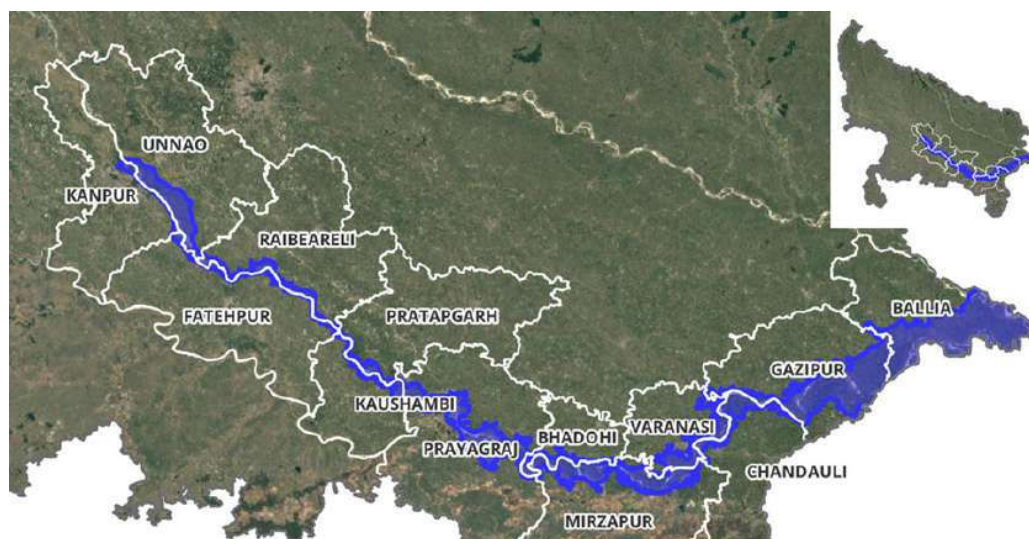 UNNAO
KANPUR
RAIBEARELI
FATEHPUR
PRATAPGARH
BALLIA
GAZIPUR
KAUSHAMBI
PRAYAGRAJ
BHADOHI
VARANASI
CHANDAULI
MIRZAPUR